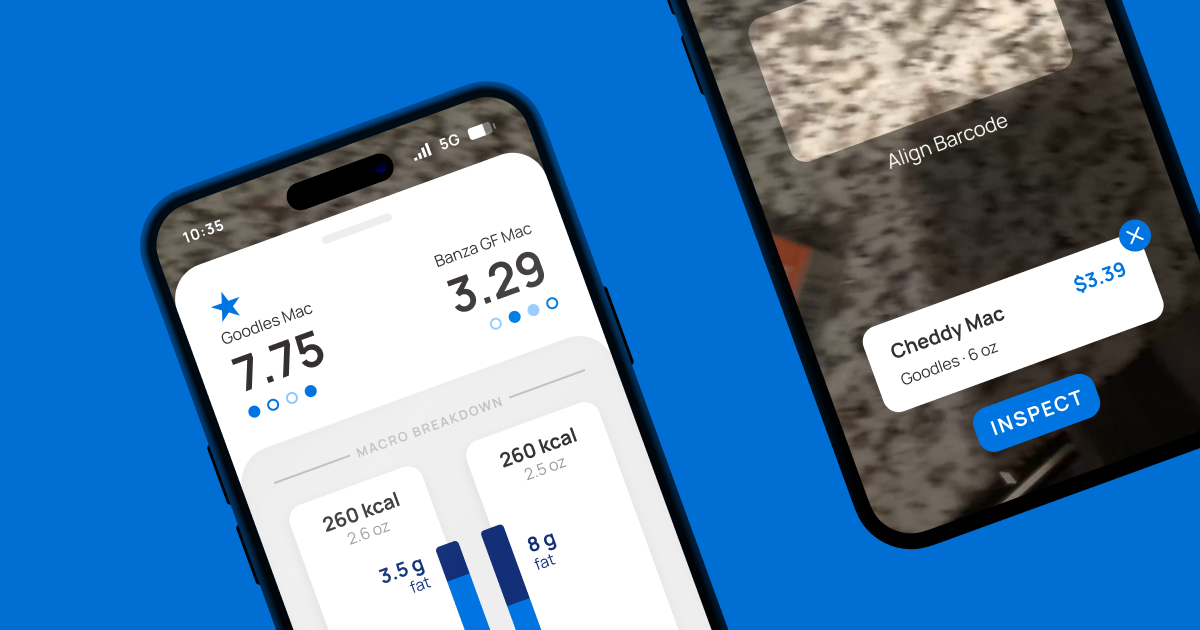 10:35
5G
Goodles Mac
7.75
Banza GF Mac
3.29
MACRO BREAKDOWN
260 kcal
2.6 oz
3.5 g
fat
260 kcal
2.5 oz
8 g
fat
Align Barcode
Cheddy Mac
$3.39
Goodles · 6 oz
INSPECT